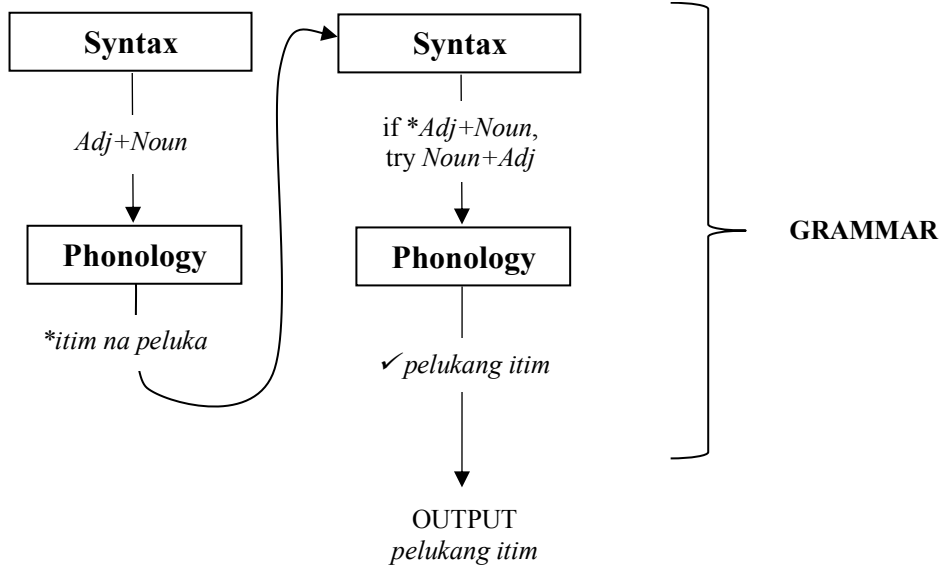 Syntax
Adj+Noun
Phonology
*itim na peluka
Syntax
if *Adj+Noun,
try Noun+Adj
Phonology
✓ pelukang itim
OUTPUT
pelukang itim
GRAMMAR